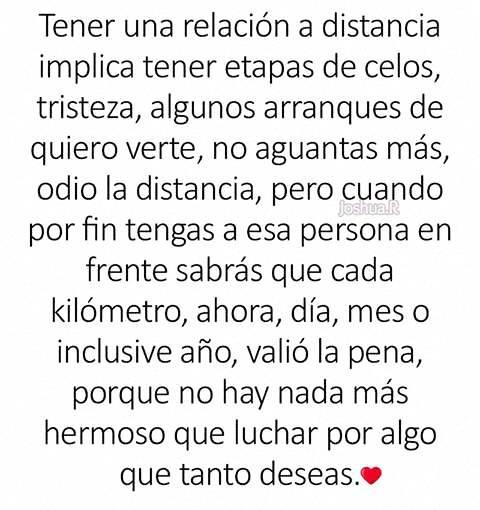 Tener una relación a distancia
implica tener etapas de celos,
tristeza, algunos arranques de
quiero verte, no aguantas más,
odio la distancia, pero cuando
Joshua.R
por fin tengas a esa persona en
frente sabrás que cada
kilómetro, ahora, día, mes o
inclusive año, valió la pena,
porque no hay nada más
hermoso que luchar por algo
que tanto deseas.❤